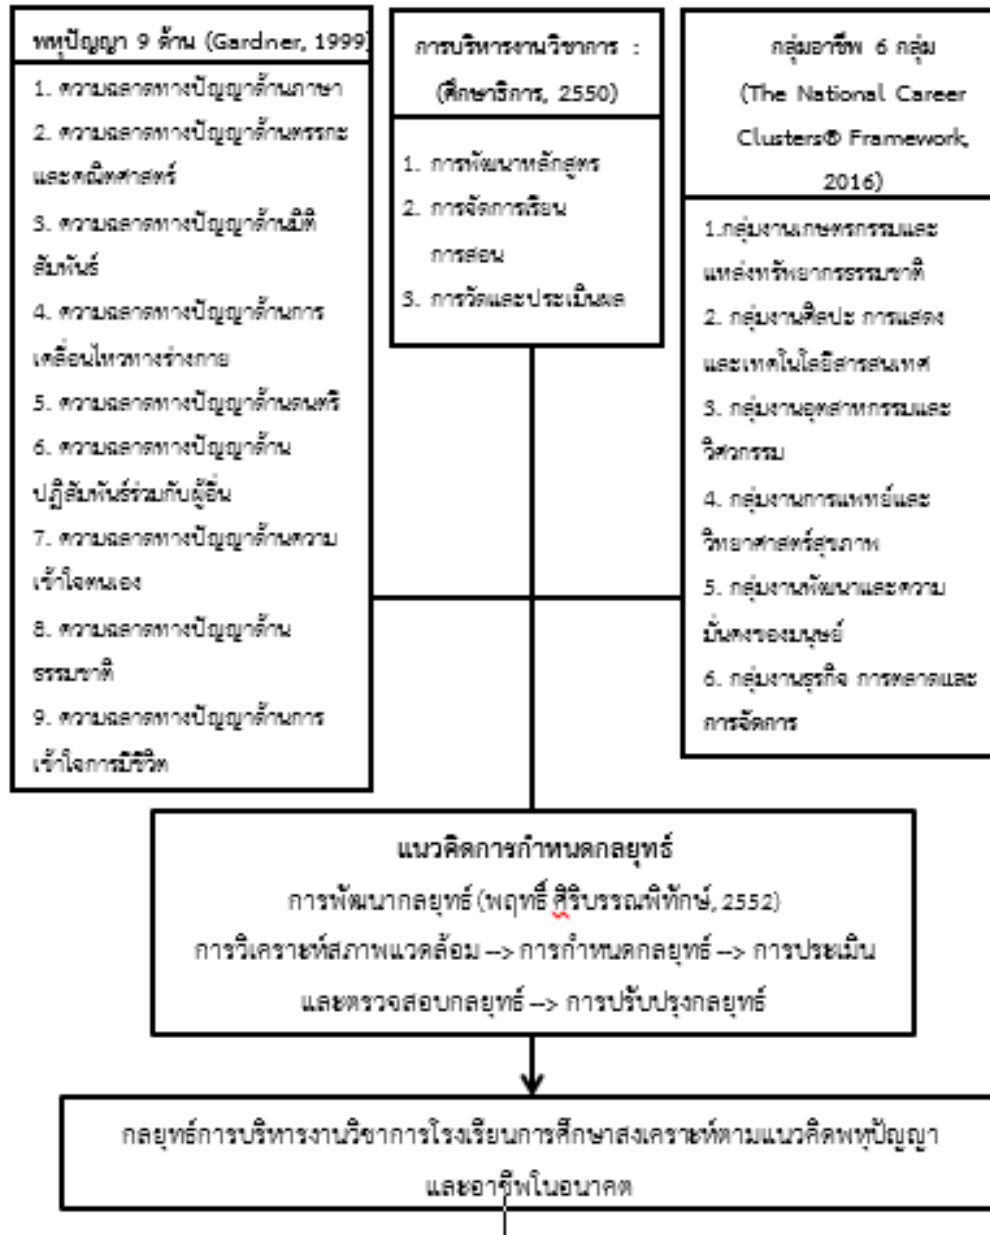 พหุปัญญา 9 ด้าน (Gardner, 1999)
1. ความฉลาดทางปัญญาด้านภาษา
2. ความฉลาดทางปัญญาด้านตรรกะ
และคณิตศาสตร์
3. ความฉลาดทางปัญญาด้านมิติ
สัมพันธ์
4. ความฉลาดทางปัญญาด้านการ
เคลื่อนไหวทางร่างกาย
5. ความฉลาดทางปัญญาด้านดนตรี
6. ความฉลาดทางปัญญาด้าน
ปฏิสัมพันธ์ร่วมกับผู้อื่น
7. ความฉลาดทางปัญญาด้านความ
เข้าใจตนเอง
8. ความฉลาดทางปัญญาด้าน
ธรรมชาติ
9. ความฉลาดทางปัญญาด้านการ
เข้าใจการมีชีวิต
การบริหารงานวิชาการ :
(ศึกษาธิการ, 2550)
1. การพัฒนาหลักสูตร
2. การจัดการเรียน
การสอน
3. การวัดและประเมินผล
กลุ่มอาชีพ 6 กลุ่ม
(The National Career
Clusters® Framework,
2016)
1.กลุ่มงานเกษตรกรรมและ
แหล่งทรัพยากรธรรมชาติ
2. กลุ่มงานศิลปะ การแสดง
และเทคโนโลยีสารสนเทศ
3. กลุ่มงานอุตสาหกรรมและ
วิศวกรรม
4. กลุ่มงานการแพทย์และ
วิทยาศาสตร์สุขภาพ
5. กลุ่มงานพัฒนาและความ
มั่นคงของมนุษย์
6. กลุ่มงานธุรกิจ การตลาดและ
การจัดการ
แนวคิดการกำหนดกลยุทธ์
การพัฒนากลยุทธ์ (พฤทธิ์ ศิริบรรณพิทักษ์, 2552)
การวิเคราะห์สภาพแวดล้อม --> การกำหนดกลยุทธ์ --> การประเมิน
และตรวจสอบกลยุทธ์ --> การปรับปรุงกลยุทธ์
กลยุทธ์การบริหารงานวิชาการโรงเรียนการศึกษาสงเคราะห์ตามแนวคิดพหุปัญญา
และอาชีพในอนาคต